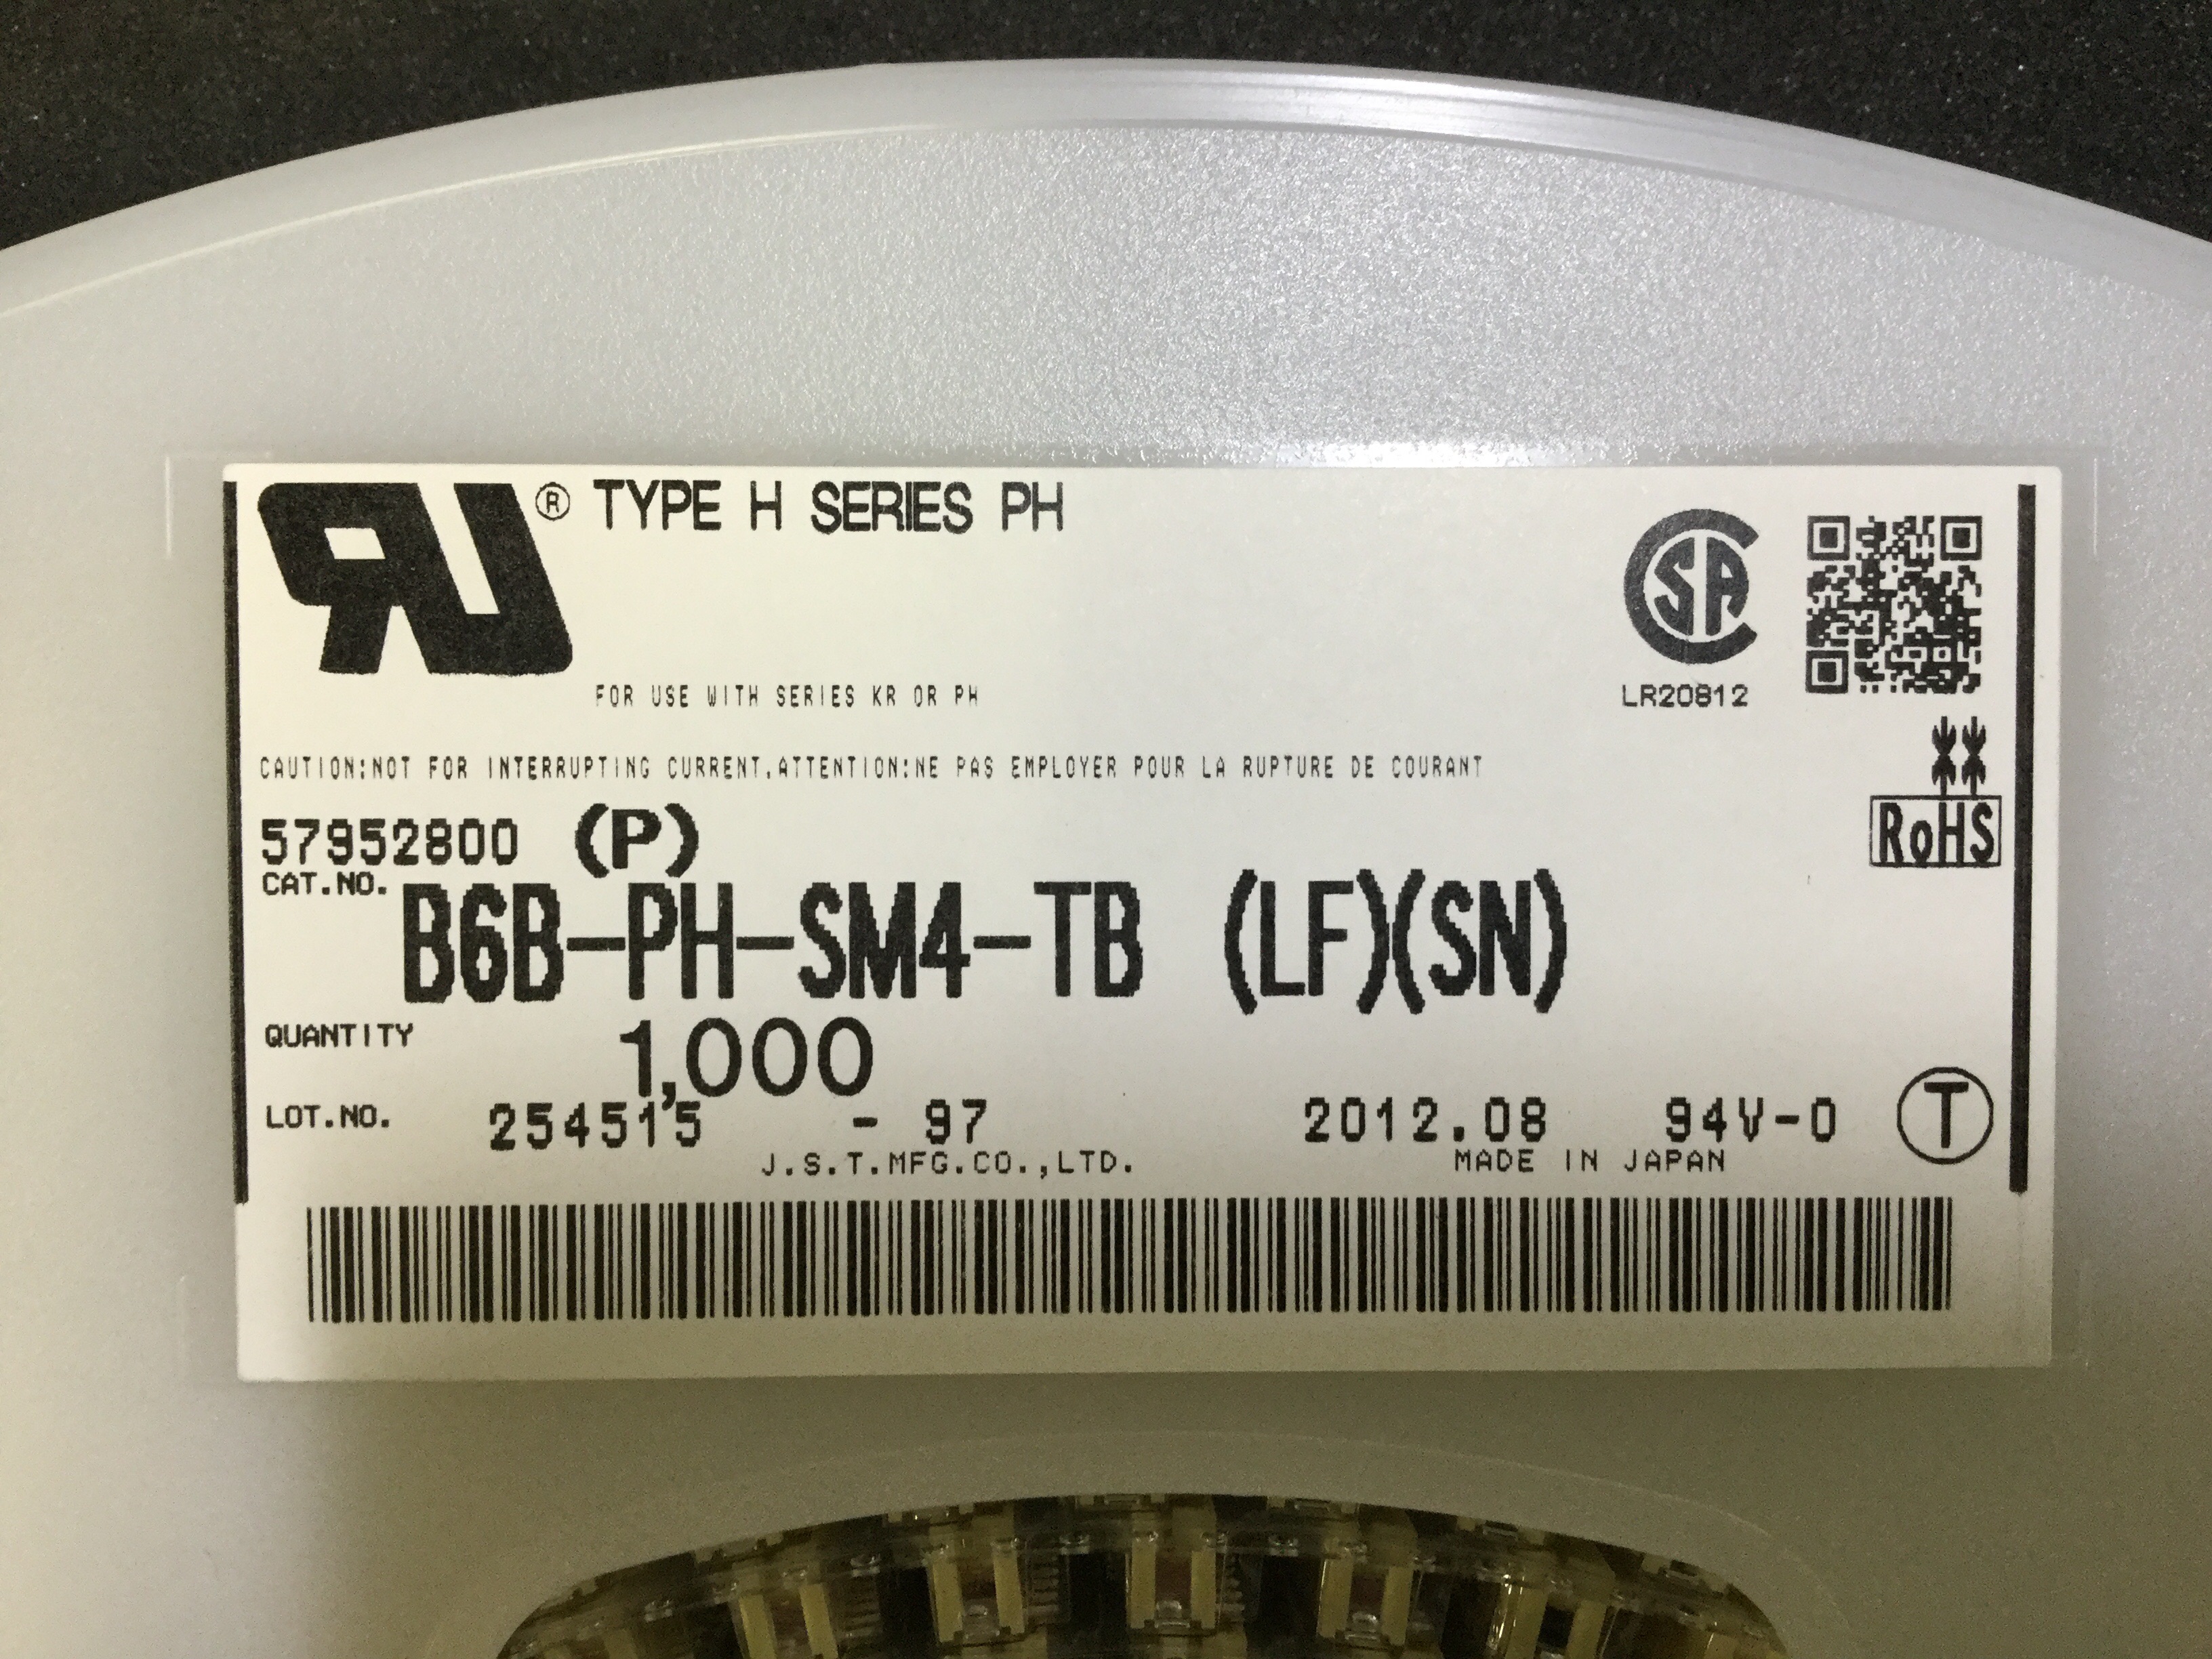 RU® TYPE H SERIES PH
CSA
FOR USE WITH SERIES KR OR PH
LR20812
CAUTION:NOT FOR INTERRUPTING CURRENT.ATTENTION:NE PAS EMPLOYER POUR LA RUPTURE DE COURANT
RoHS
57952800 (P)
CAT.NO. B6B-PH-SM4-TB (LF)(SN)
QUANTITY 1,000
LOT.NO. 254515 - 97 2012.08 94V-0 T
J.S.T.MFG.CO.,LTD. MADE IN JAPAN